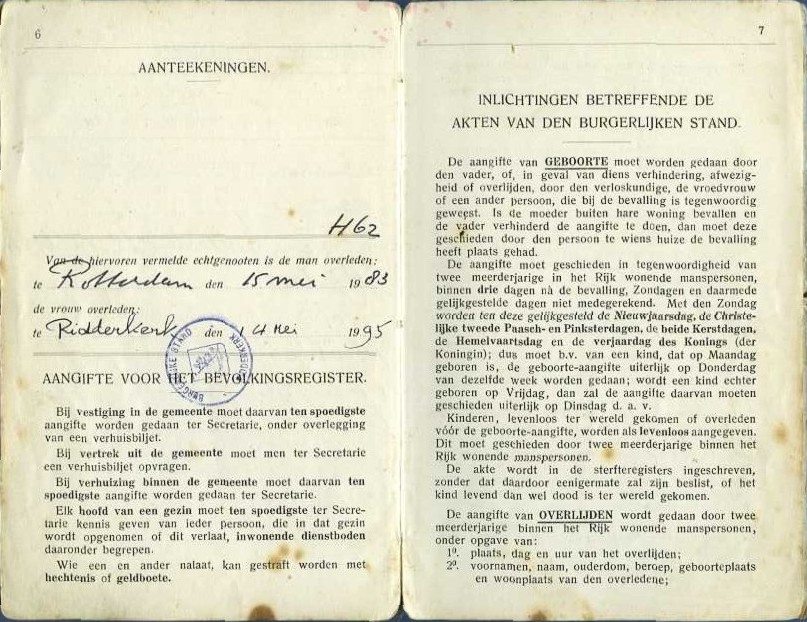 6
AANTEEKENINGEN.
H62
Van de hiervoren vermelde echtgenooten is de man overleden;
te Rotterdam den 15 mei 1983
de vrouw overleden;
te Ridderkerk den 14 Mei 1995
BURGERLIJKE STAND RIDDERKERK
AANGIFTE VOOR HET BEVOLKINGSREGISTER.
Bij vestiging in de gemeente moet daarvan ten spoedigste
aangifte worden gedaan ter Secretarie, onder overlegging
van een verhuisbiljet.
Bij vertrek uit de gemeente moet men ter Secretarie
een verhuisbiljet opvragen.
Bij verhuizing binnen de gemeente moet daarvan ten
spoedigste aangifte worden gedaan ter Secretarie.
Elk hoofd van een gezin moet ten spoedigste ter Secre-
tarie kennis geven van ieder persoon, die in dat gezin
wordt opgenomen of dit verlaat, inwonende dienstboden
daaronder begrepen.
Wie een en ander nalaat, kan gestraft worden met
hechtenis of geldboete.
7
INLICHTINGEN BETREFFENDE DE
AKTEN VAN DEN BURGERLIJKEN STAND.
De aangifte van GEBOORTE moet worden gedaan door
den vader, of, in geval van diens verhindering, afwezig-
heid of overlijden, door den verloskundige, de vroedvrouw
of een ander persoon, die bij de bevalling is tegenwoordig
geweest. Is de moeder buiten hare woning bevallen en
de vader verhinderd de aangifte te doen, dan moet deze
geschieden door den persoon te wiens huize de bevalling
heeft plaats gehad.
De aangifte moet geschieden in tegenwoordigheid van
twee meerderjarige in het Rijk wonende manspersonen,
binnen drie dagen nà de bevalling, Zondagen en daarmede
gelijkgestelde dagen niet medegerekend. Met den Zondag
worden ten deze gelijkgesteld de Nieuwjaarsdag, de Christe-
lijke tweede Paasch- en Pinksterdagen, de beide Kerstdagen,
de Hemelvaartsdag en de verjaardag des Konings (der
Koningin); dus moet b.v. van een kind, dat op Maandag
geboren is, de geboorte-aangifte uiterlijk op Donderdag
van dezelfde week worden gedaan; wordt een kind echter
geboren op Vrijdag, dan zal de aangifte daarvan moeten
geschieden uiterlijk op Dinsdag d. a. v.
Kinderen, levenloos ter wereld gekomen of overleden
vóór de geboorte-aangifte, worden als levenloos aangegeven.
Dit moet geschieden door twee meerderjarige binnen het
Rijk wonende manspersonen.
De akte wordt in de sterfteregisters ingeschreven,
zonder dat daardoor eenigermate zal zijn beslist, of het
kind levend dan wel dood is ter wereld gekomen.
De aangifte van OVERLIJDEN wordt gedaan door twee
meerderjarige binnen het Rijk wonende manspersonen,
onder opgave van:
1º. plaats, dag en uur van het overlijden;
2º. voornamen, naam, ouderdom, beroep, geboorteplaats
en woonplaats van den overledene;